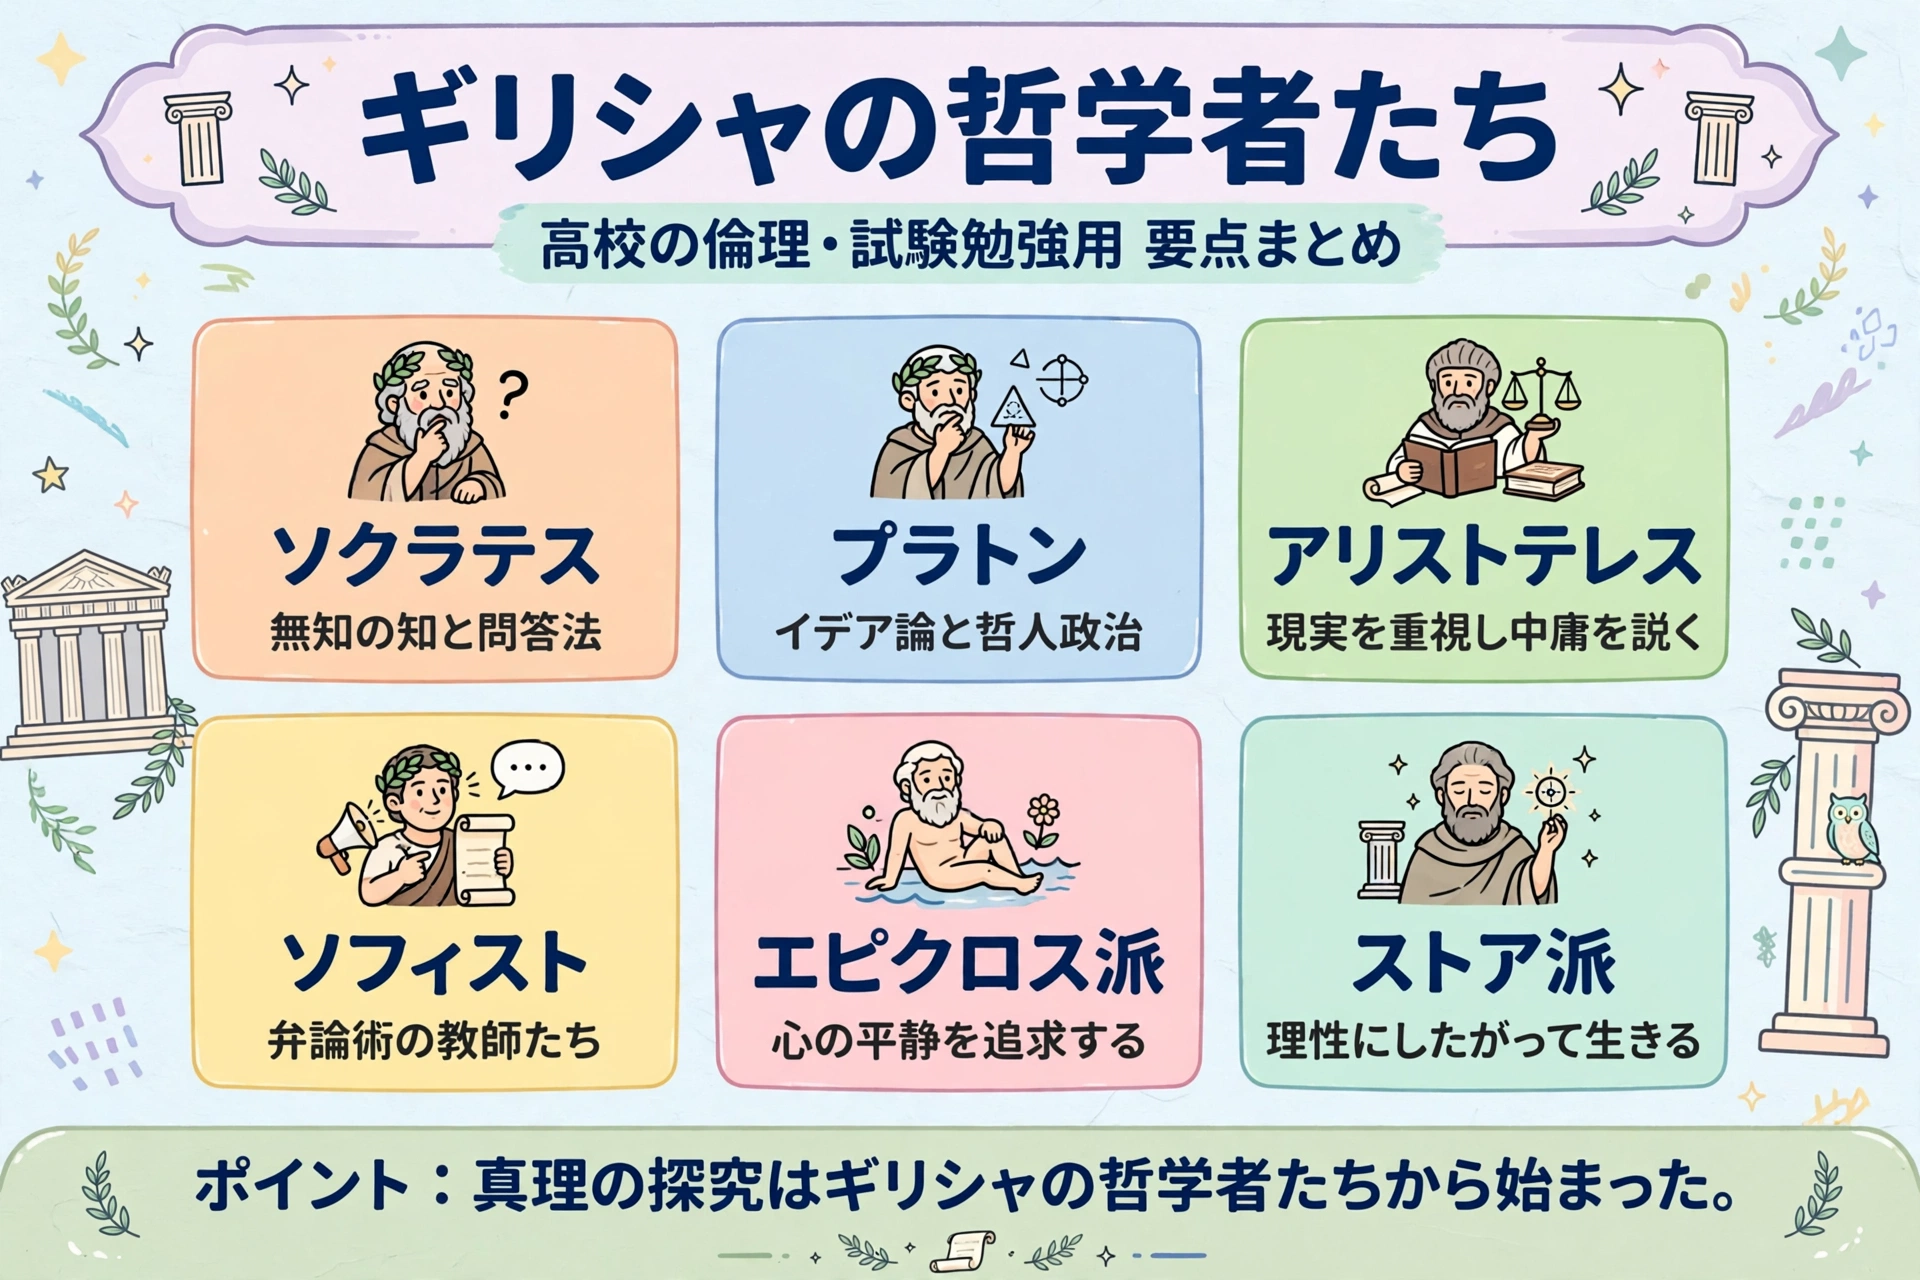 ギリシャの哲学者たち
高校の倫理・試験勉強用 要点まとめ
?
ソクラテス
無知の知と問答法
プラトン
イデア論と哲人政治
アリストテレス
現実を重視し中庸を説く
ソフィスト
弁論術の教師たち
エピクロス派
心の平静を追求する
ストア派
理性にしたがって生きる
ポイント：真理の探究はギリシャの哲学者たちから始まった。